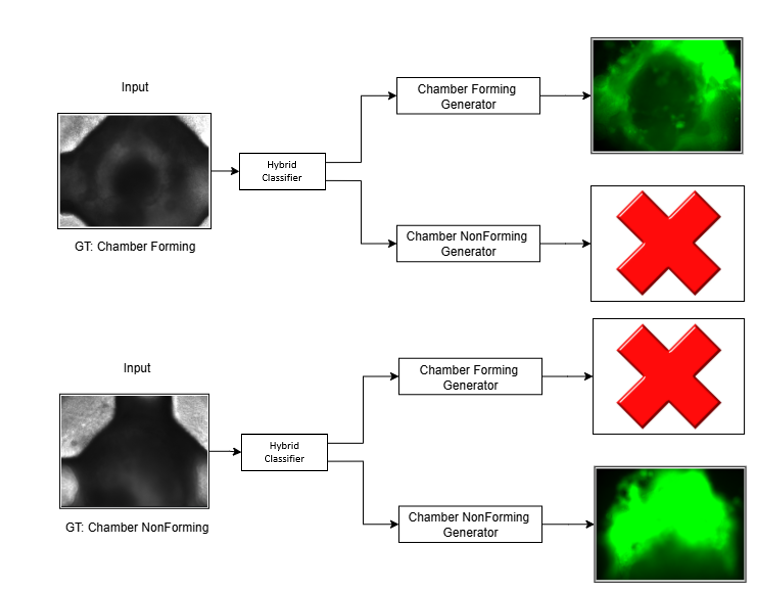 Input
Chamber Forming
Generator
Hybrid
Classifier
GT: Chamber Forming
Chamber NonForming
Generator
Input
Chamber Forming
Generator
Hybrid
Classifier
GT: Chamber NonForming
Chamber NonForming
Generator